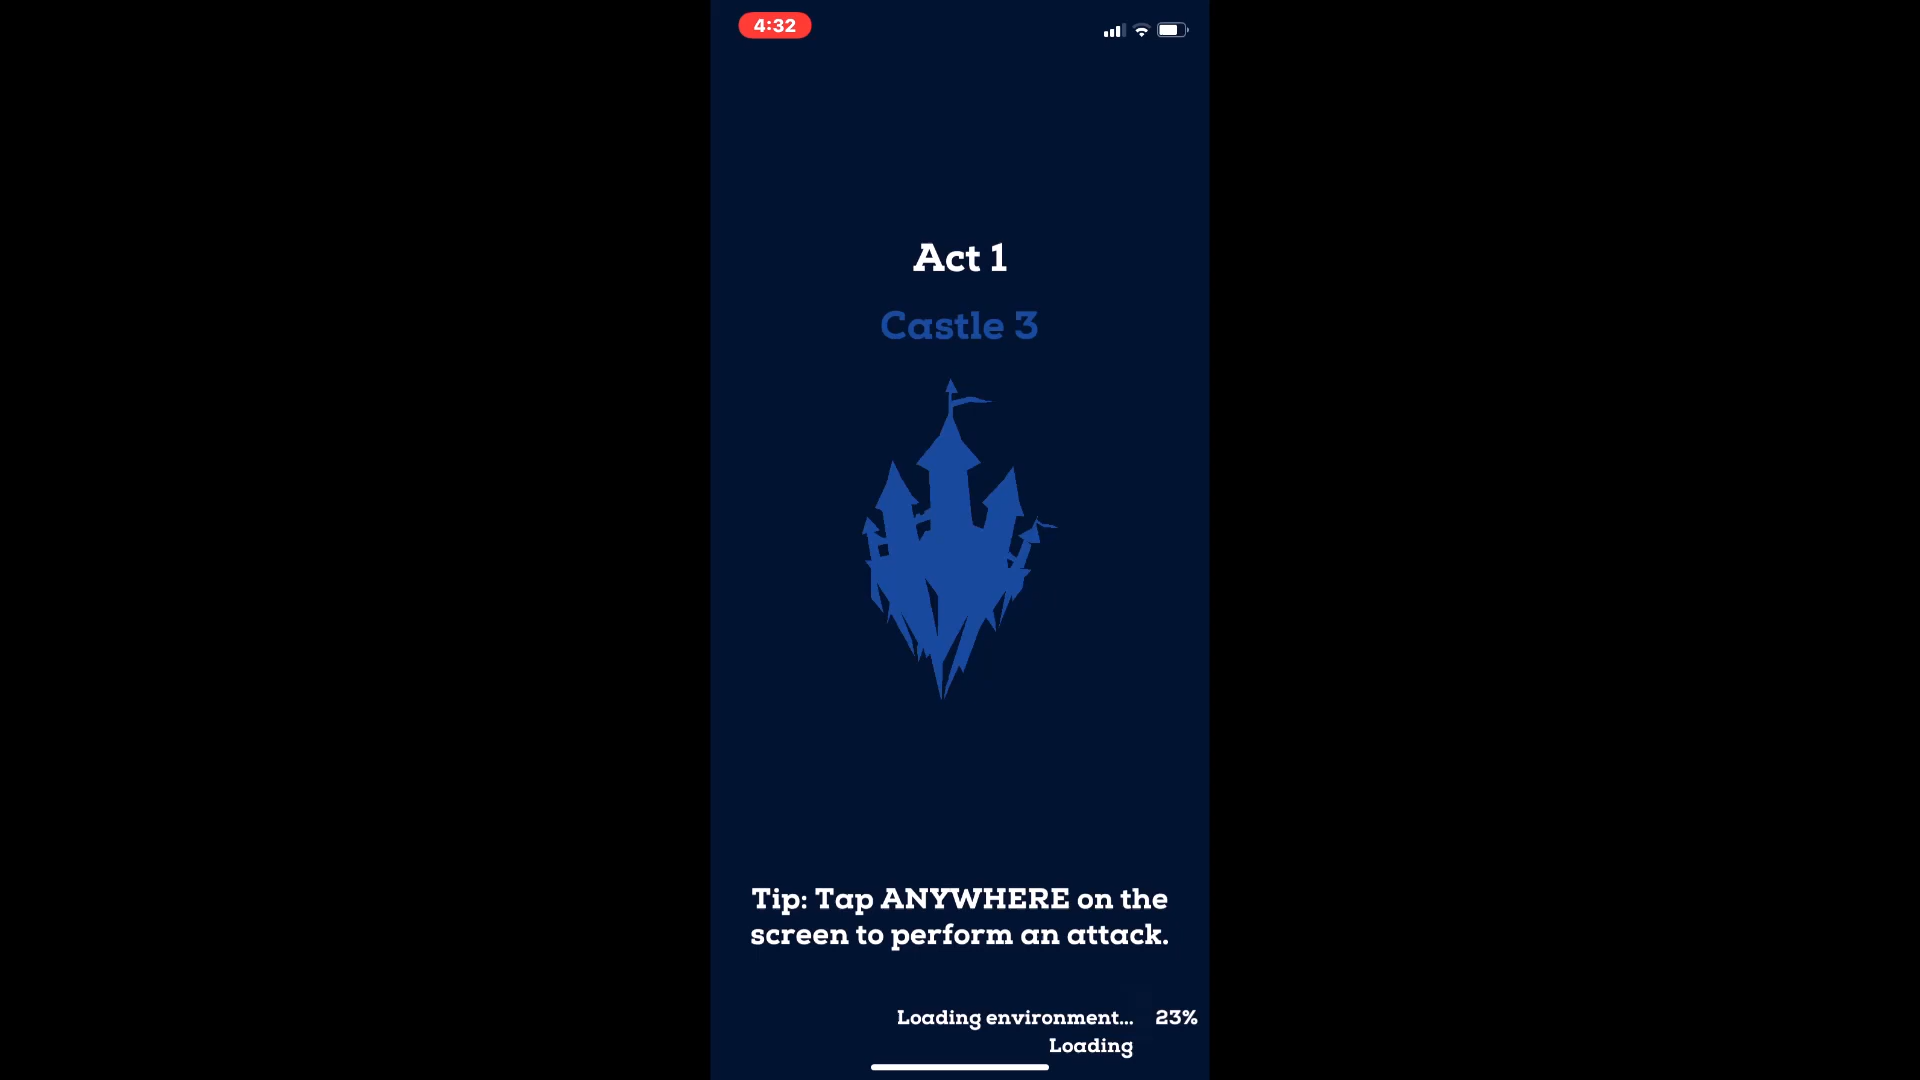 4:32
Act 1
Castle 3
Tip: Tap ANYWHERE on the
screen to perform an attack.
Loading environment... 23%
Loading